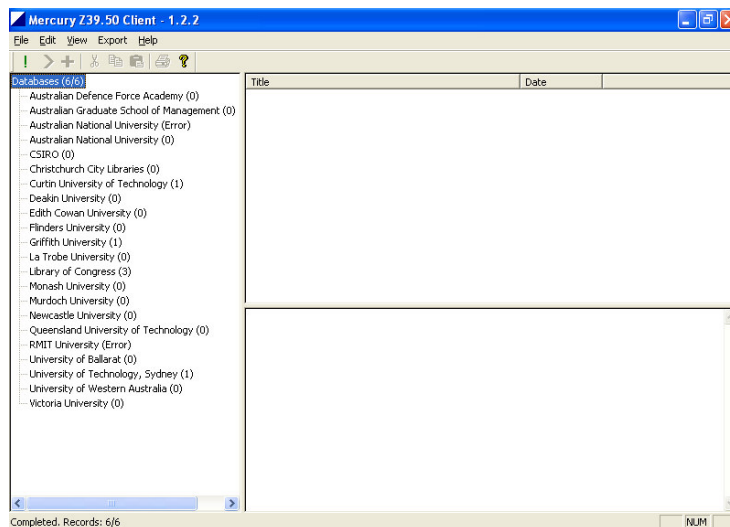 Mercury Z39.50 Client - 1.2.2
File Edit View Export Help
Databases (6/6)
Australian Defence Force Academy (0)
Australian Graduate School of Management (0)
Australian National University (Error)
Australian National University (0)
CSIRO (0)
Christchurch City Libraries (0)
Curtin University of Technology (1)
Deakin University (0)
Edith Cowan University (0)
Flinders University (0)
Griffith University (1)
La Trobe University (0)
Library of Congress (3)
Monash University (0)
Murdoch University (0)
Newcastle University (0)
Queensland University of Technology (0)
RMIT University (Error)
University of Ballarat (0)
University of Technology, Sydney (1)
University of Western Australia (0)
Victoria University (0)
Title Date
Completed. Records: 6/6 NUM